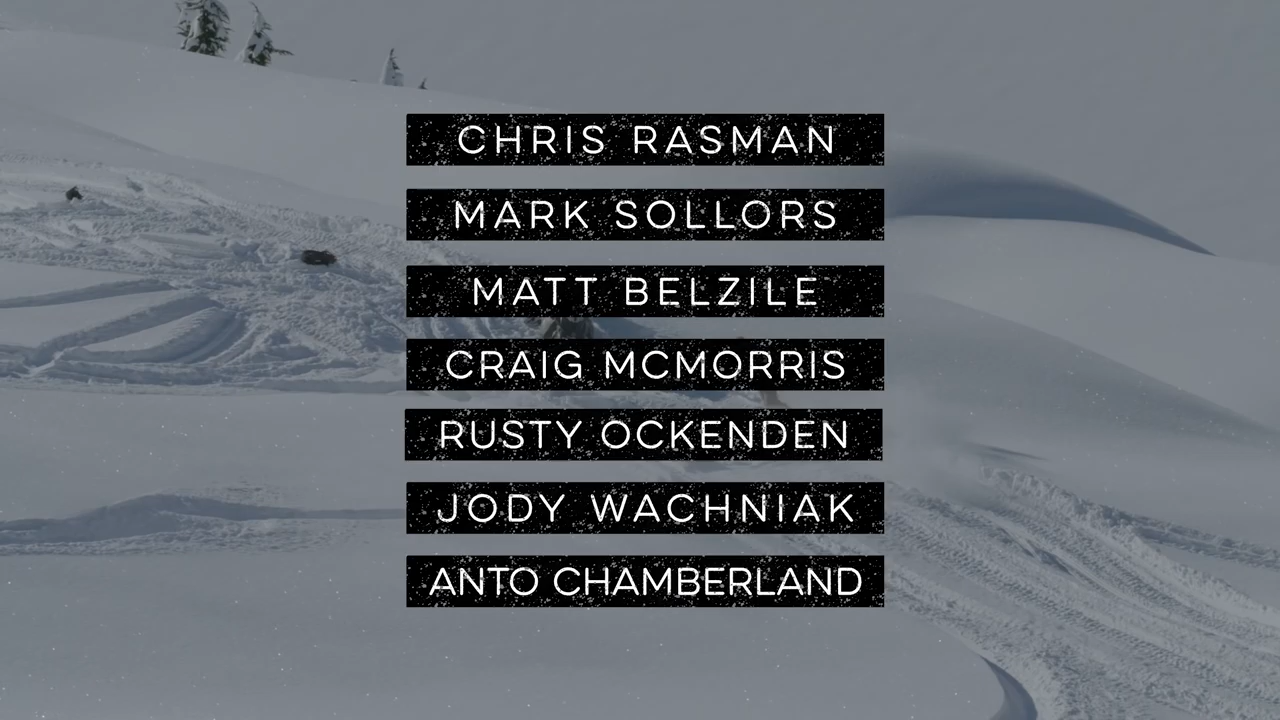 CHRIS RASMAN
MARK SOLLORS
MATT BELZILE
CRAIG MCMORRIS
RUSTY OCKENDEN
JODY WACHNIAK
ANTO CHAMBERLAND